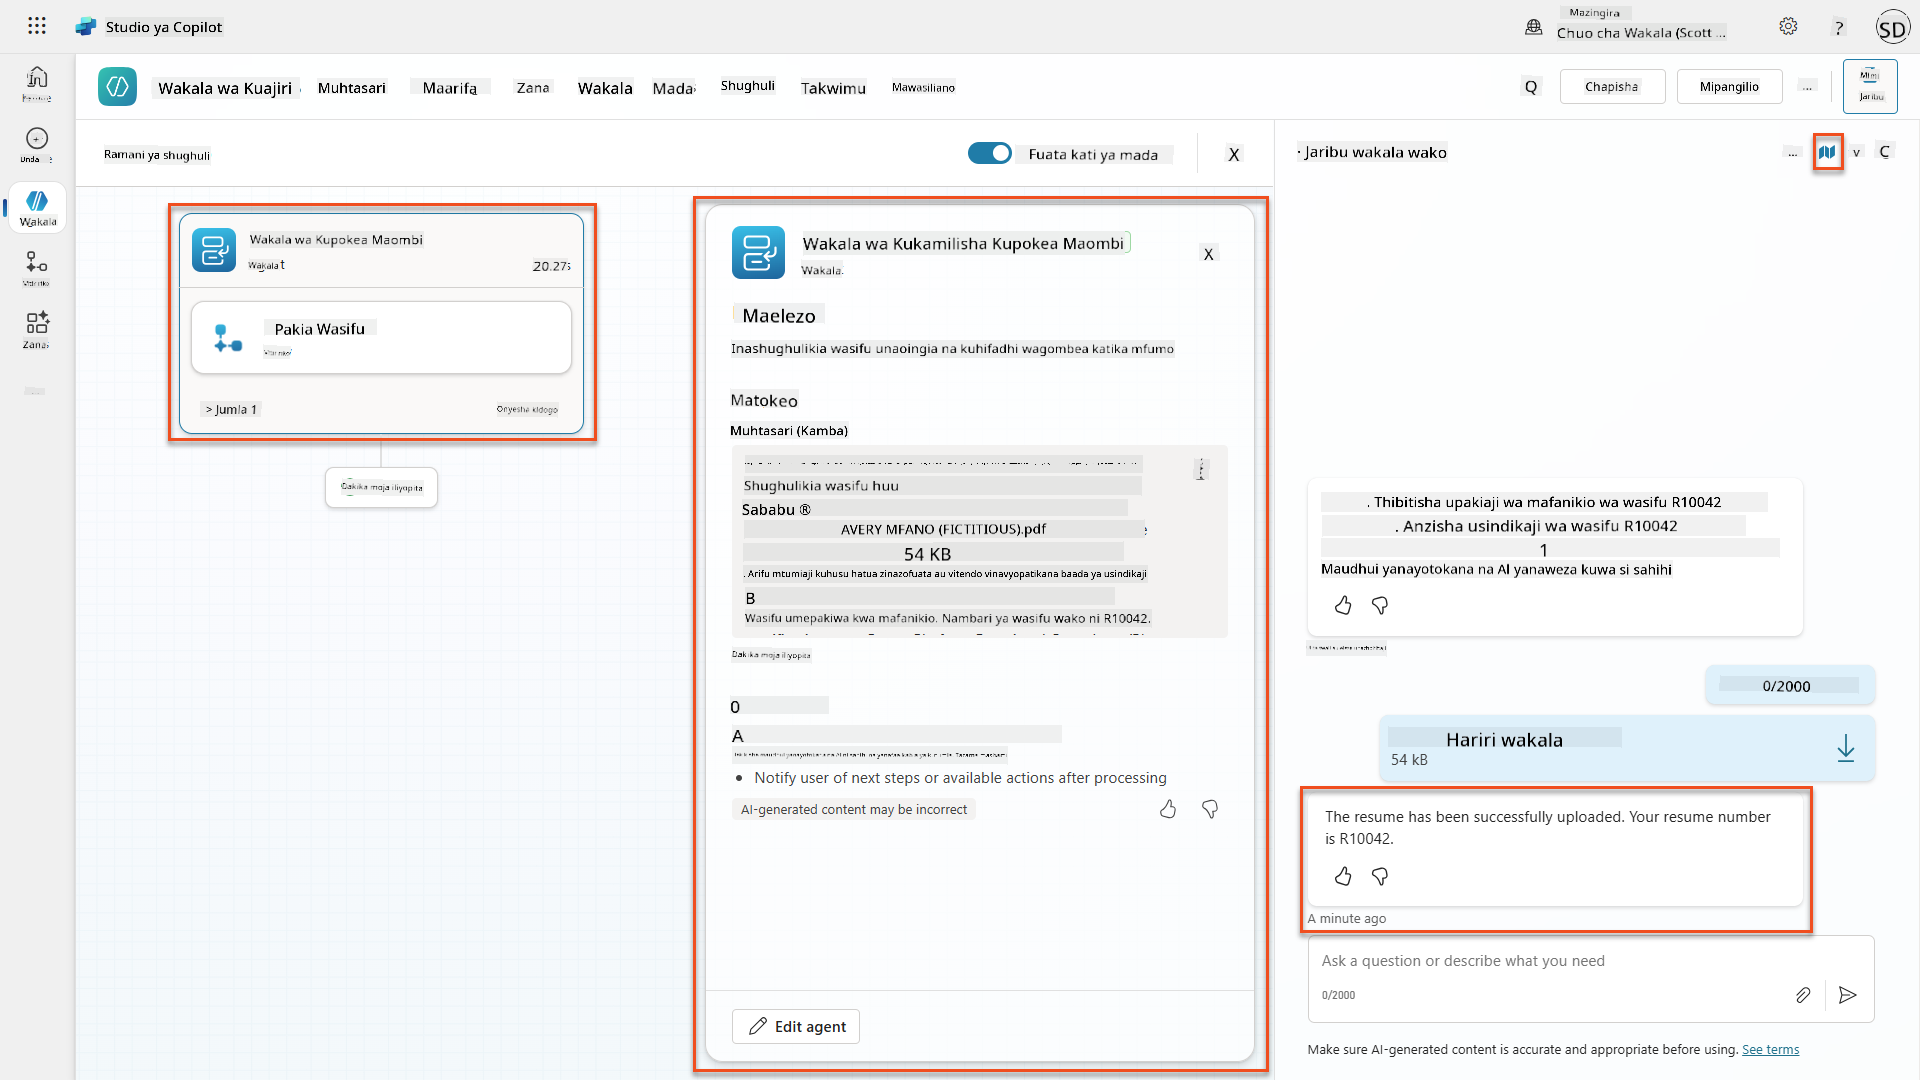 Studio ya Copilot
Mazingira
Chuo cha Wakala (Scott ...
?
SD
Wakala wa Kuajiri
Muhtasari
Maarifa
Zana
Wakala
Mada
Shughuli
Takwimu
Mawasiliano
Q
Chapisha
Mipangilio
...
Jaribu
Unda
Wakala
Zana
Ramani ya shughuli
Fuata kati ya mada
X
Wakala wa Kupokea Maombi
Wakala
20.27s
Pakia Wasifu
> Jumla 1
Onyesha kidogo
Dakika moja iliyopita
Wakala wa Kukamilisha Kupokea Maombi
Wakala.
X
Maelezo
Inashughulikia wasifu unaoingia na kuhifadhi wagombea katika mfumo
Matokeo
Muhtasari (Kamba)
Shughulikia wasifu huu
Sababu ®
AVERY MFANO (FICTITIOUS).pdf
54 KB
. Arifu mtumiaji kuhusu hatua zinazofuata au vitendo vinavyopatikana baada ya usindikaji
B
Wasifu umepakiwa kwa mafanikio. Nambari ya wasifu wako ni R10042.
Dakika moja iliyopita
0
A
• Notify user of next steps or available actions after processing
AI-generated content may be incorrect
Edit agent
· Jaribu wakala wako
...
v
C
. Thibitisha upakiaji wa mafanikio wa wasifu R10042
. Anzisha usindikaji wa wasifu R10042
1
Maudhui yanayotokana na AI yanaweza kuwa si sahihi
0/2000
Hariri wakala
54 kB
The resume has been successfully uploaded. Your resume number
is R10042.
A minute ago
Ask a question or describe what you need
0/2000
Make sure AI-generated content is accurate and appropriate before using. See terms